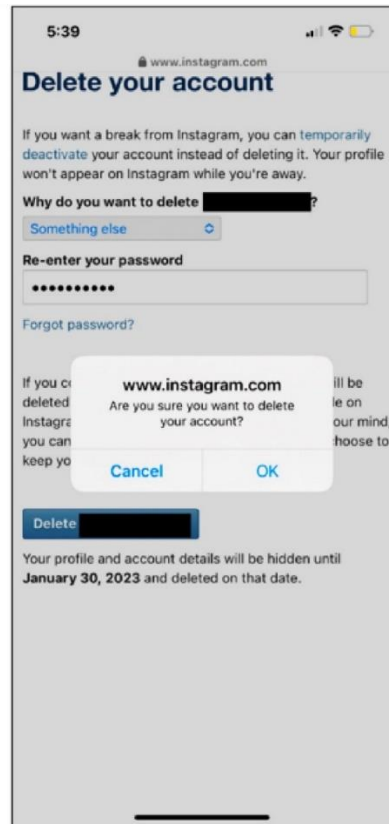 5:39
www.instagram.com
Delete your account
If you want a break from Instagram, you can temporarily
deactivate your account instead of deleting it. Your profile
won't appear on Instagram while you're away.
Why do you want to delete ?
Something else
Re-enter your password
••••••••••
Forgot password?
If you ill be
deleted e on
www.instagram.com
Are you sure you want to delete
your account?
Cancel OK
our mind
you can hoose to
keep
Delete
Your profile and account details will be hidden until
January 30, 2023 and deleted on that date.